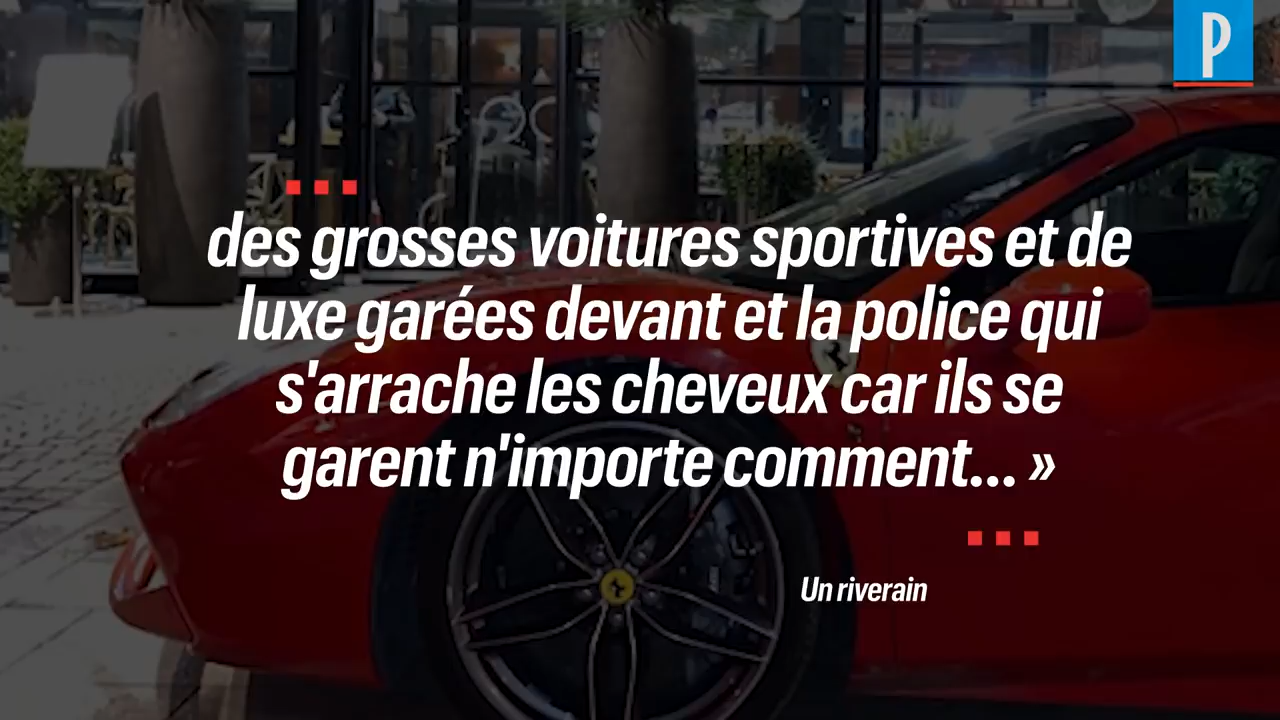 P
des grosses voitures sportives et de
luxe garées devant et la police qui
s'arrache les cheveux car ils se
garent n'importe comment... »
Un riverain